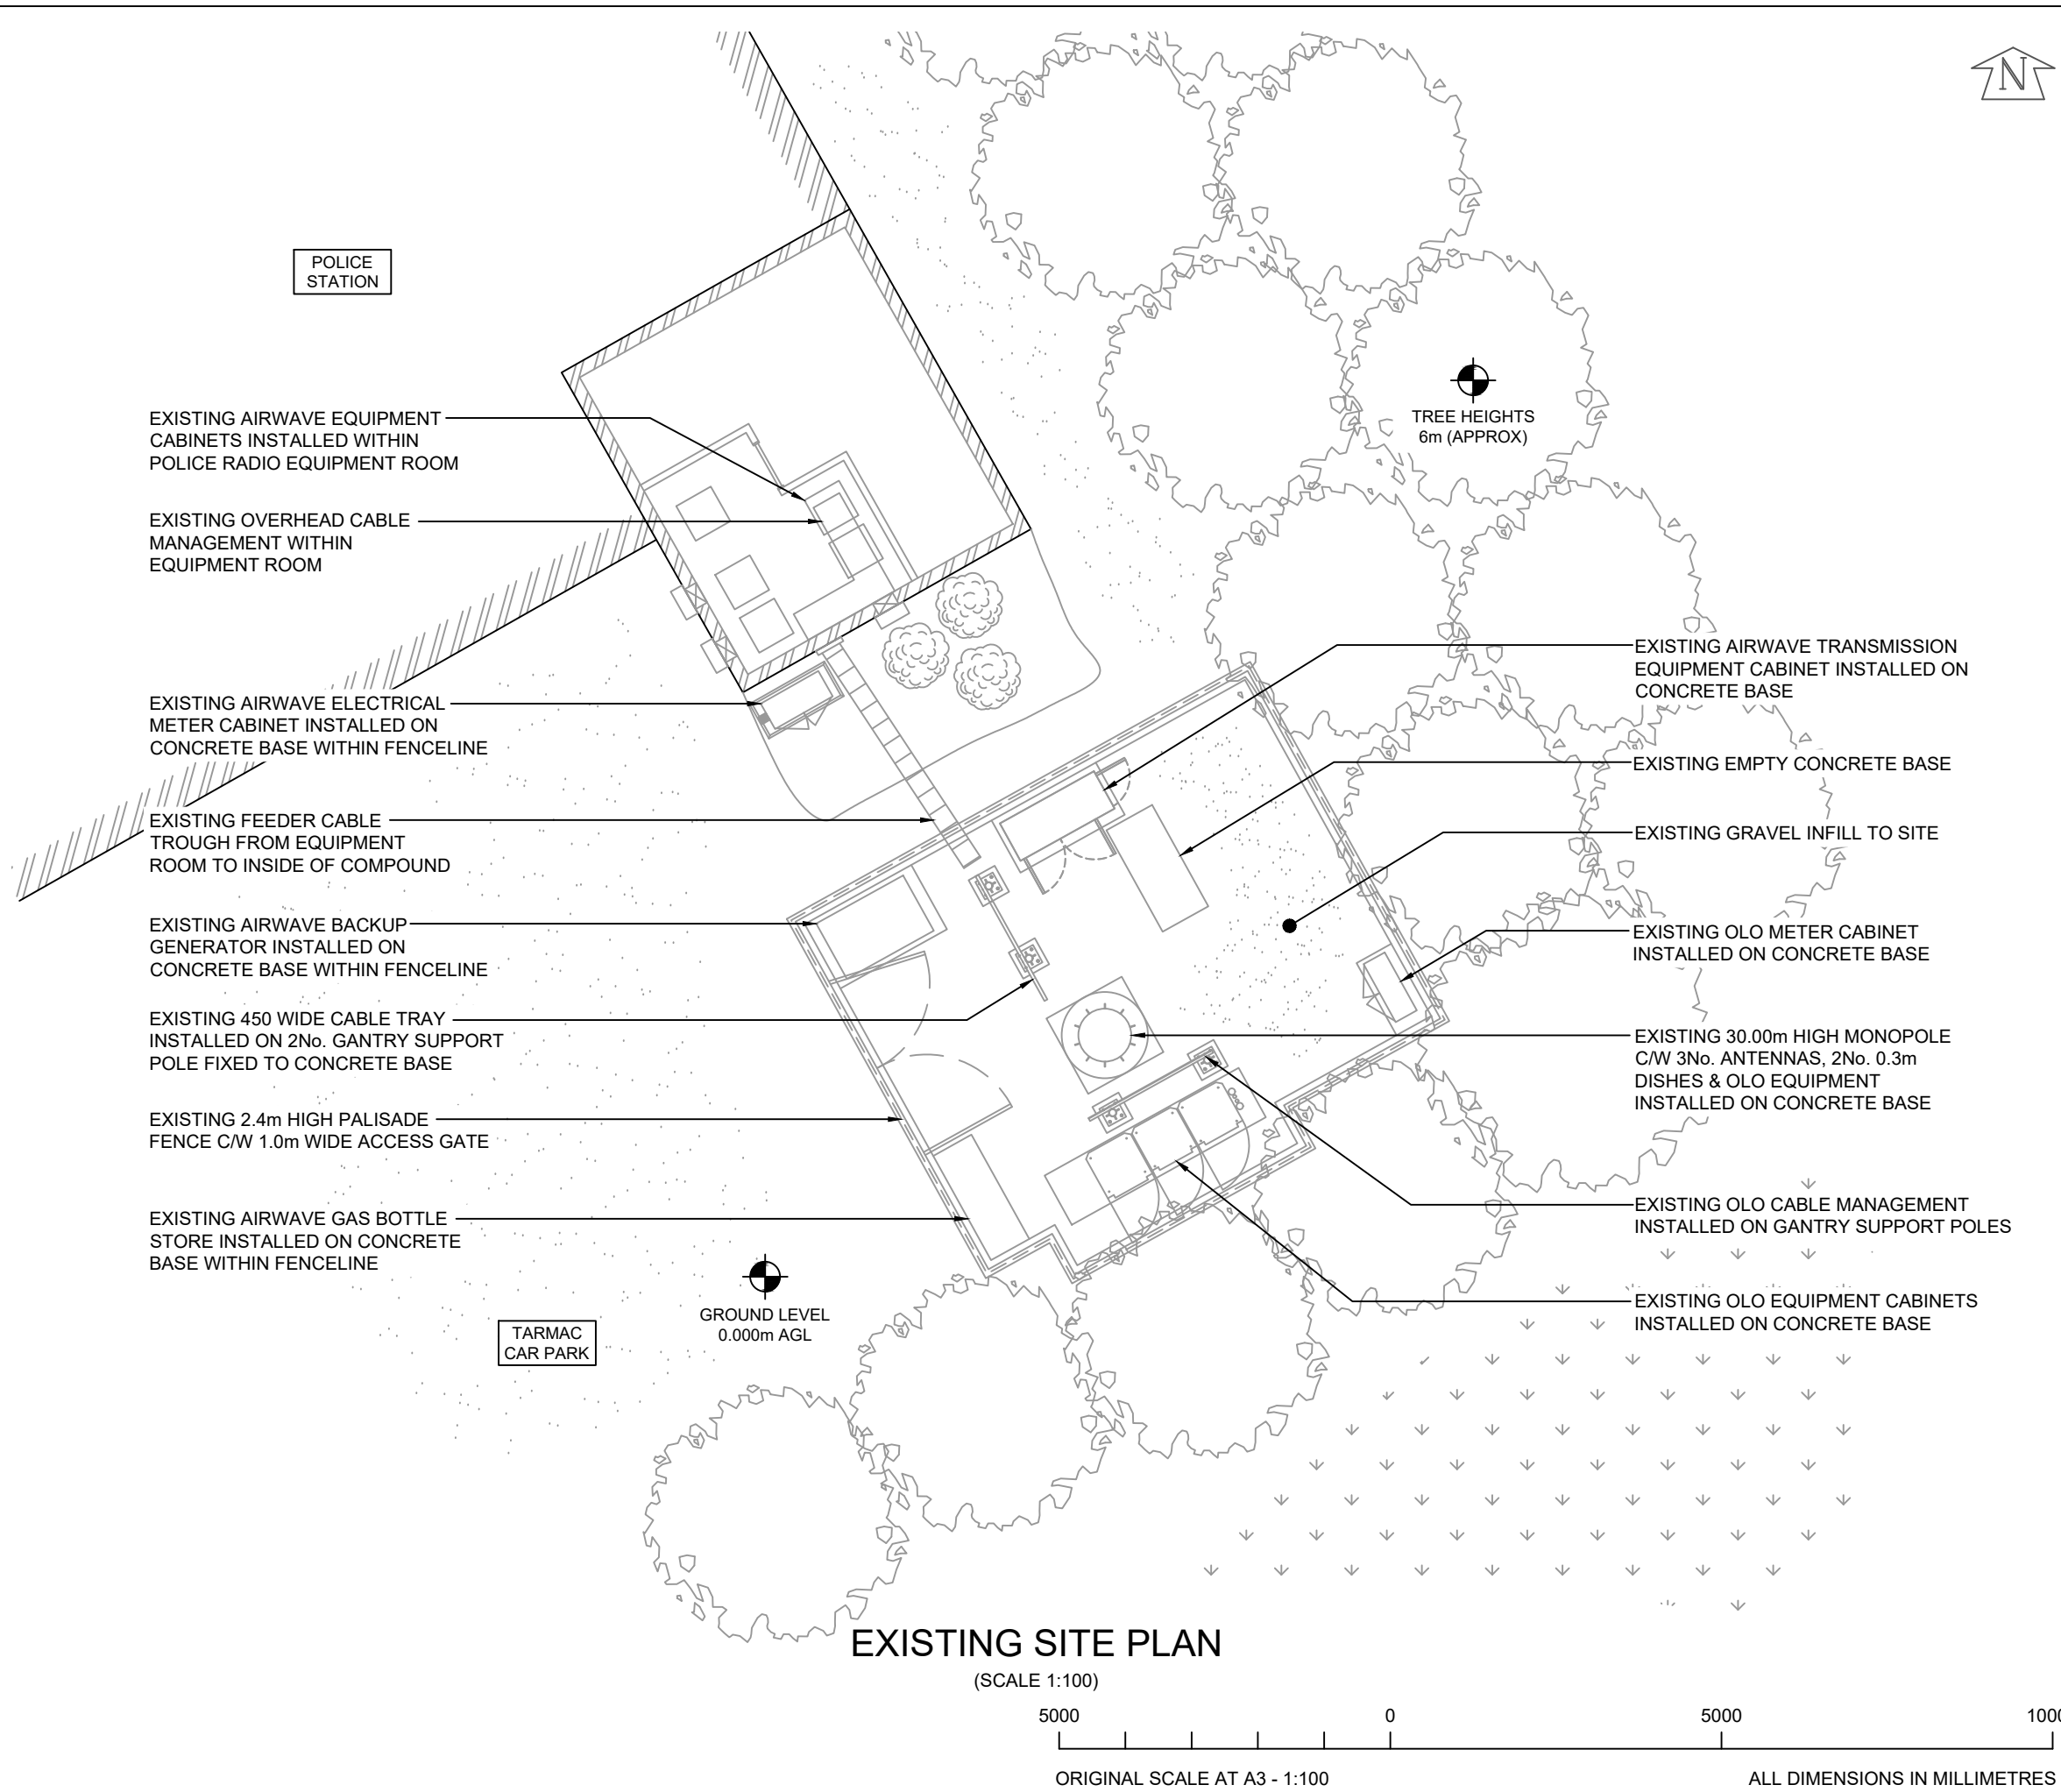 N
POLICE
STATION
EXISTING AIRWAVE EQUIPMENT
CABINETS INSTALLED WITHIN
POLICE RADIO EQUIPMENT ROOM
EXISTING OVERHEAD CABLE
MANAGEMENT WITHIN
EQUIPMENT ROOM
EXISTING AIRWAVE ELECTRICAL
METER CABINET INSTALLED ON
CONCRETE BASE WITHIN FENCELINE
EXISTING FEEDER CABLE
TROUGH FROM EQUIPMENT
ROOM TO INSIDE OF COMPOUND
EXISTING AIRWAVE BACKUP
GENERATOR INSTALLED ON
CONCRETE BASE WITHIN FENCELINE
EXISTING 450 WIDE CABLE TRAY
INSTALLED ON 2No. GANTRY SUPPORT
POLE FIXED TO CONCRETE BASE
EXISTING 2.4m HIGH PALISADE
FENCE C/W 1.0m WIDE ACCESS GATE
EXISTING AIRWAVE GAS BOTTLE
STORE INSTALLED ON CONCRETE
BASE WITHIN FENCELINE
TARMAC
CAR PARK
GROUND LEVEL
0.000m AGL
TREE HEIGHTS
6m (APPROX)
EXISTING AIRWAVE TRANSMISSION
EQUIPMENT CABINET INSTALLED ON
CONCRETE BASE
EXISTING EMPTY CONCRETE BASE
EXISTING GRAVEL INFILL TO SITE
EXISTING OLO METER CABINET
INSTALLED ON CONCRETE BASE
EXISTING 30.00m HIGH MONOPOLE
C/W 3No. ANTENNAS, 2No. 0.3m
DISHES & OLO EQUIPMENT
INSTALLED ON CONCRETE BASE
EXISTING OLO CABLE MANAGEMENT
INSTALLED ON GANTRY SUPPORT POLES
EXISTING OLO EQUIPMENT CABINETS
INSTALLED ON CONCRETE BASE
EXISTING SITE PLAN
(SCALE 1:100)
5000 0 5000
ORIGINAL SCALE AT A3 - 1:100 ALL DIMENSIONS IN MILLIMETRES